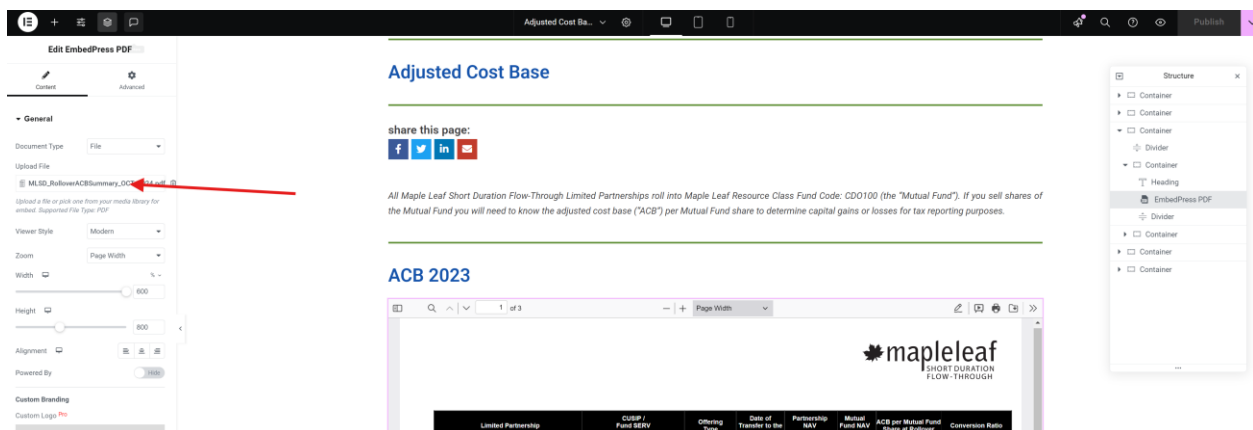 Adjusted Cost Ba...
Publish
Edit EmbedPress PDF
Content
Advanced
General
Document Type
File
Upload File
Upload a file or pick one from your media library for
embed. Supported File Type: PDF
Viewer Style
Modern
Zoom
Page Width
Width
%
600
Height
800
Alignment
Powered By
Hide
Custom Branding
Custom Logo Pro
Adjusted Cost Base
share this page:
f
in
All Maple Leaf Short Duration Flow-Through Limited Partnerships roll into Maple Leaf Resource Class Fund Code: CDO100 (the “Mutual Fund”). If you sell shares of
the Mutual Fund you will need to know the adjusted cost base (“ACB”) per Mutual Fund share to determine capital gains or losses for tax reporting purposes.
ACB 2023
1 of 3
Page Width
mapleleaf
SHORT DURATION
FLOW-THROUGH
Limited Partnership
CUSIP /
Fund SERV
Offering
Type
Date of
Transfer to the
Partnership
NAV
Mutual
Fund NAV
ACB per Mutual Fund
Share at Rollover
Conversion Ratio
Structure
Container
Container
Container
Divider
Container
Heading
EmbedPress PDF
Divider
Container
Container
Container